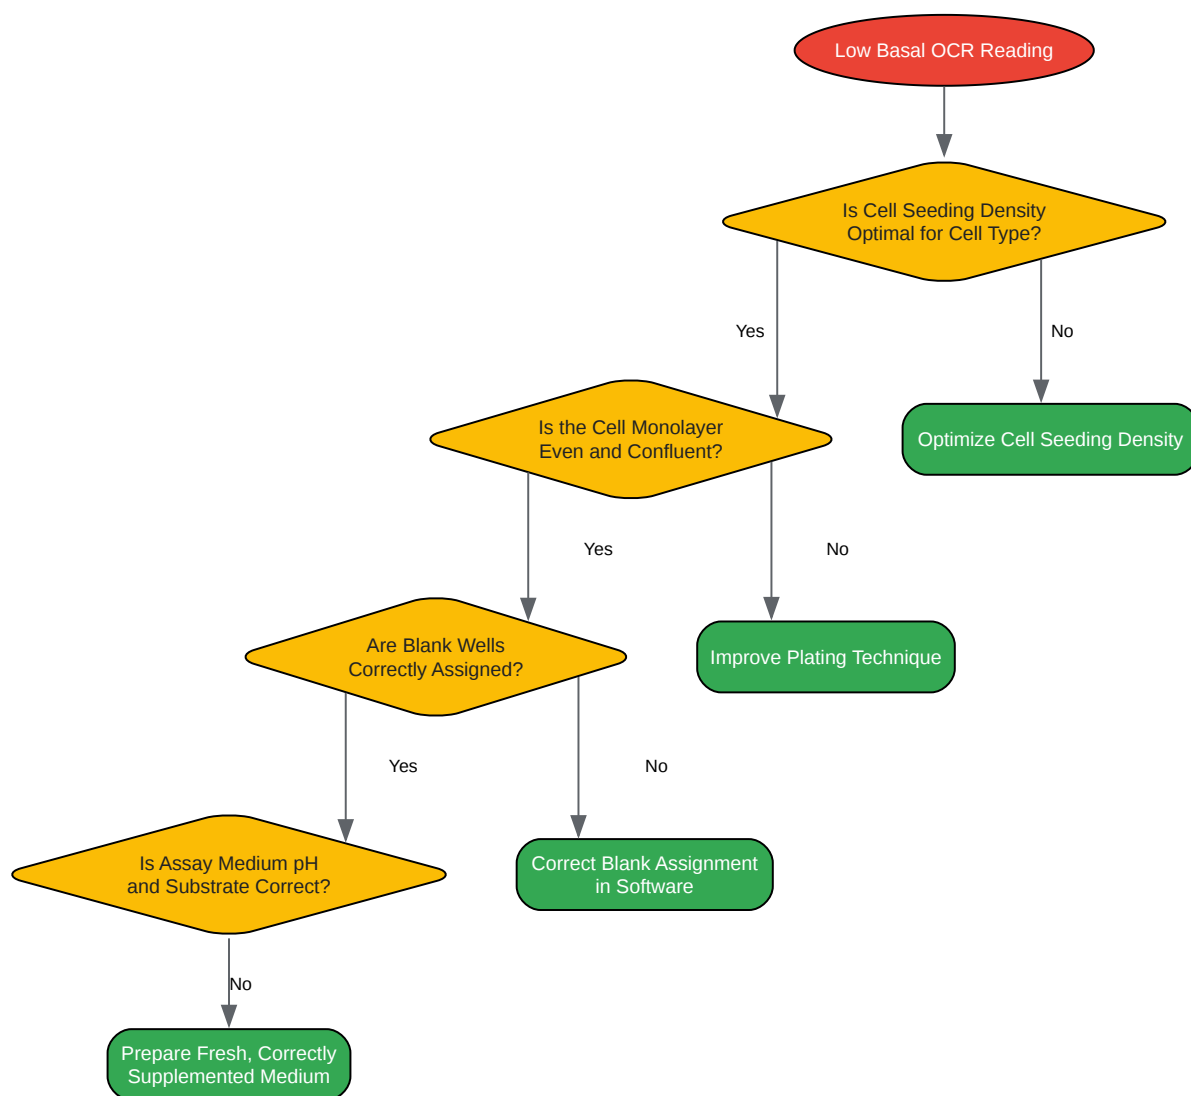 Low Basal OCR Reading
Is Cell Seeding Density
Optimal for Cell Type?
Yes
No
Is the Cell Monolayer
Even and Confluent?
Optimize Cell Seeding Density
Yes
No
Are Blank Wells
Correctly Assigned?
Improve Plating Technique
Yes
No
Is Assay Medium pH
and Substrate Correct?
Correct Blank Assignment
in Software
No
Prepare Fresh, Correctly
Supplemented Medium